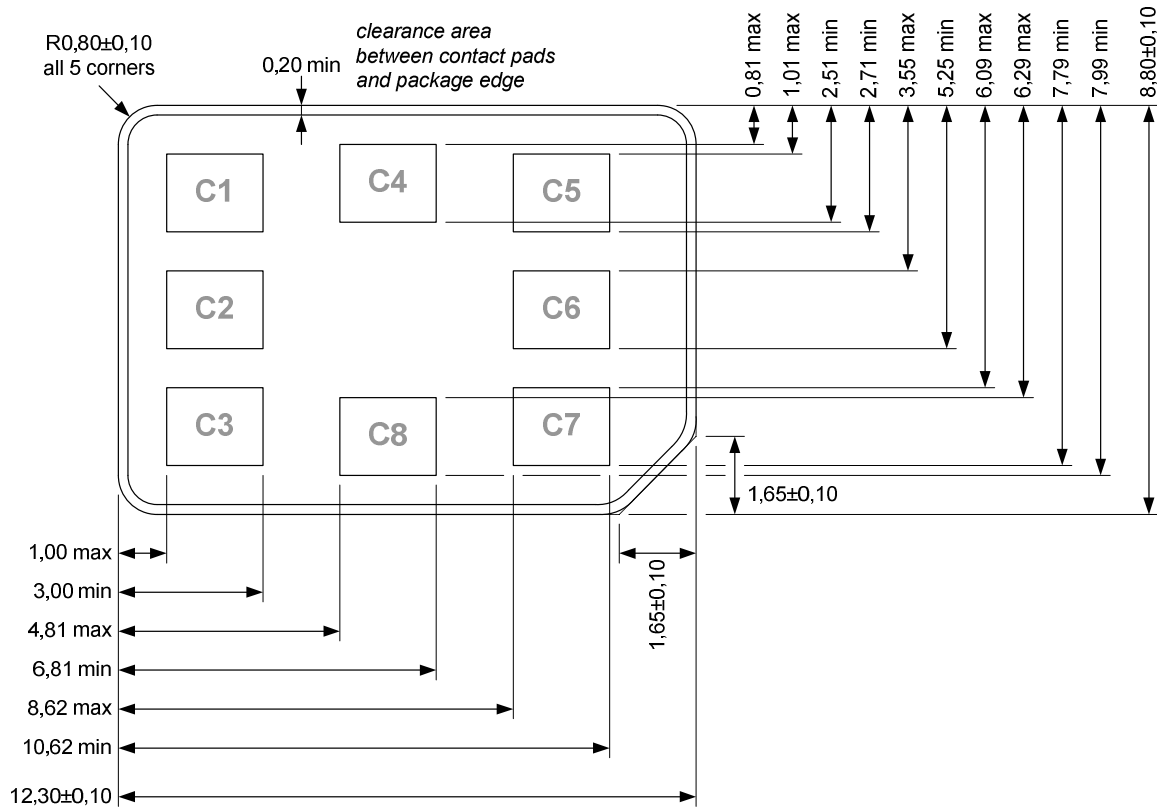 R0,80±0,10
all 5 corners
0,20 min
clearance area
between contact pads
and package edge
0,81 max
1,01 max
2,51 min
2,71 min
3,55 max
5,25 min
6,09 max
6,29 max
7,79 min
7,99 min
8,80±0,10
C1
C4
C5
C2
C6
C3
C8
C7
1,65±0,10
1,65±0,10
1,00 max
3,00 min
4,81 max
6,81 min
8,62 max
10,62 min
12,30±0,10